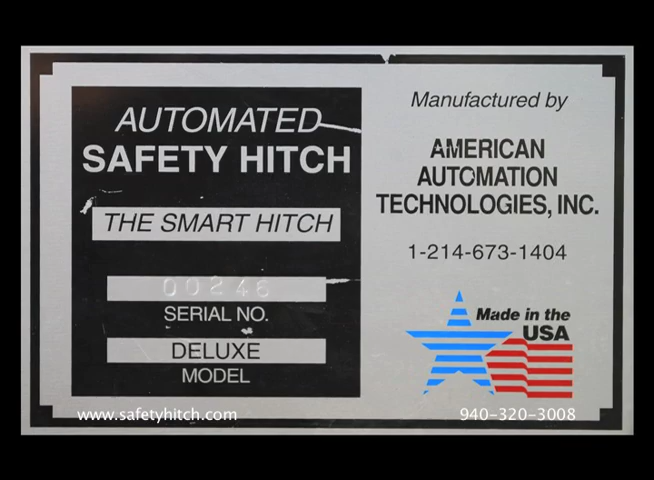 AUTOMATED
SAFETY HITCH
THE SMART HITCH
00246
SERIAL NO.
DELUXE
MODEL
Manufactured by
AMERICAN
AUTOMATION
TECHNOLOGIES, INC.
1-214-673-1404
Made in the
USA
www.safetyhitch.com
940-320-3008